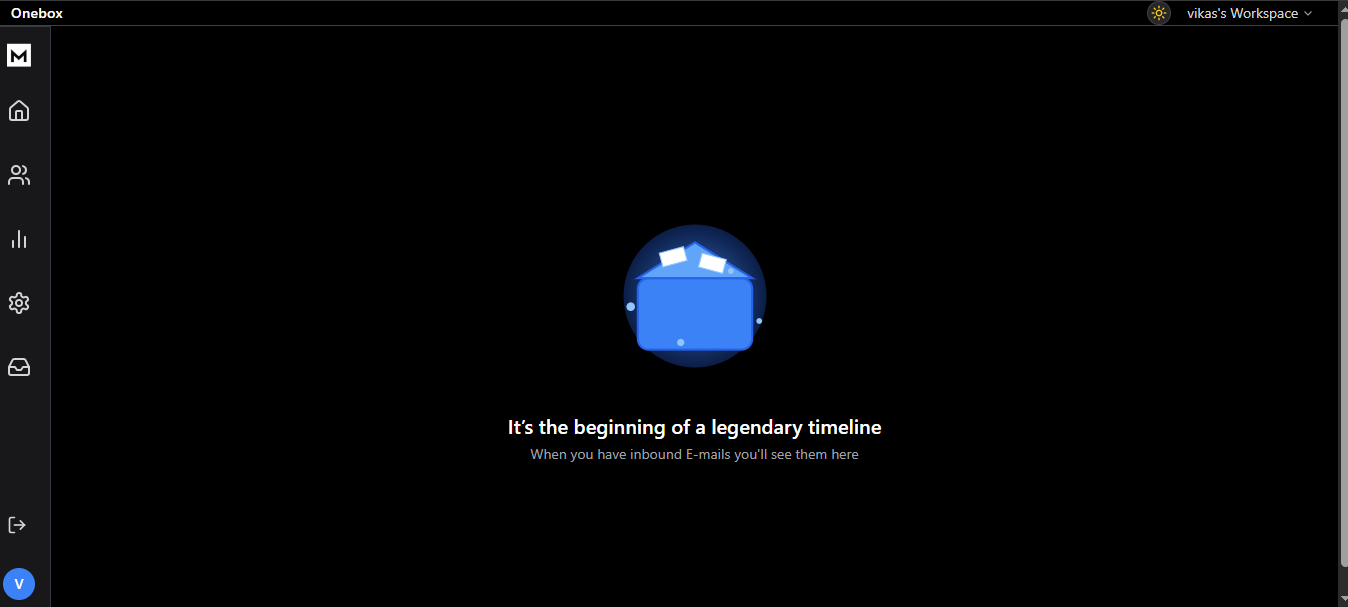 Onebox
vikas's Workspace
M
It's the beginning of a legendary timeline
When you have inbound E-mails you'll see them here
V